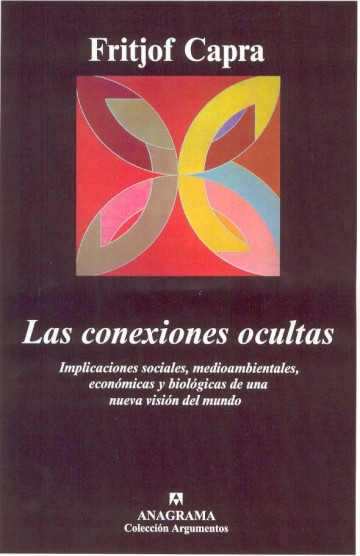 Fritjof Capra
Las conexiones ocultas
Implicaciones sociales, medioambientales,
económicas y biológicas de una
nueva visión del mundo
ANAGRAMA
Colección Argumentos